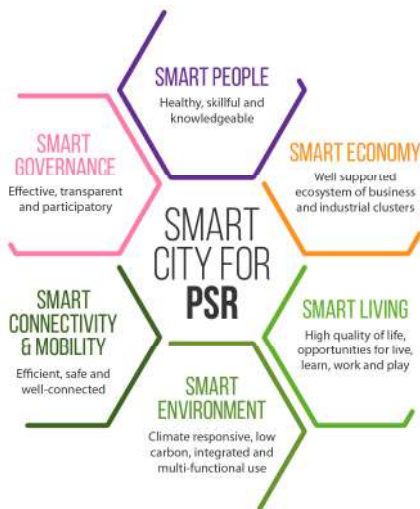 SMART PEOPLE
Healthy, skillful and
knowledgeable
SMART
GOVERNANCE
Effective, transparent
and participatory
SMART ECONOMY
Well supported
ecosystem of business
and industrial clusters
SMART
CITY FOR
PSR
SMART
CONNECTIVITY
& MOBILITY
Efficient, safe and
well-connected
SMART LIVING
High quality of life,
opportunities for live,
learn, work and play
SMART
ENVIRONMENT
Climate responsive, low
carbon, integrated and
multi-functional use